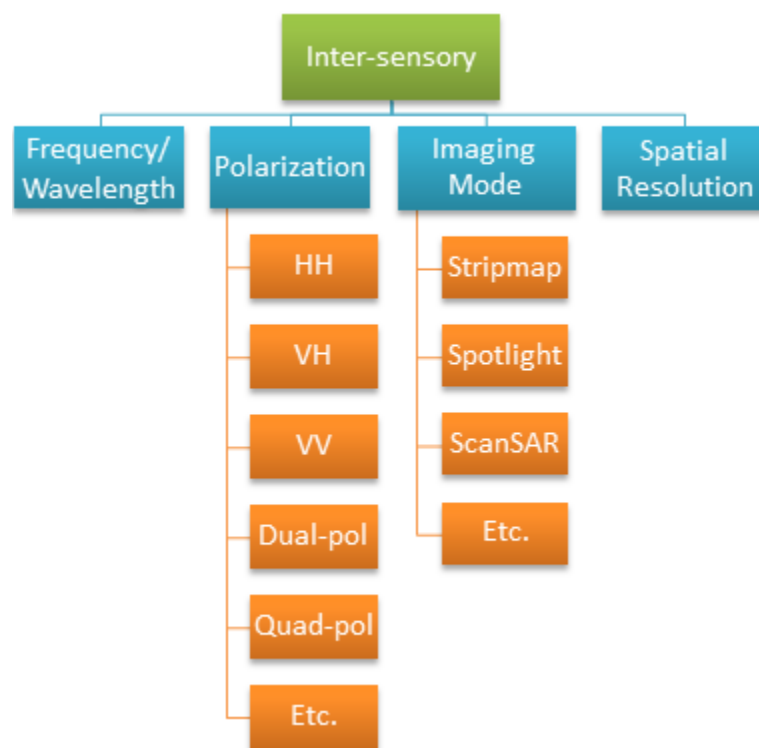 Inter-sensory
Frequency/
Wavelength
Polarization
Imaging
Mode
Spatial
Resolution
HH
VH
VV
Dual-pol
Quad-pol
Etc.
Stripmap
Spotlight
ScanSAR
Etc.